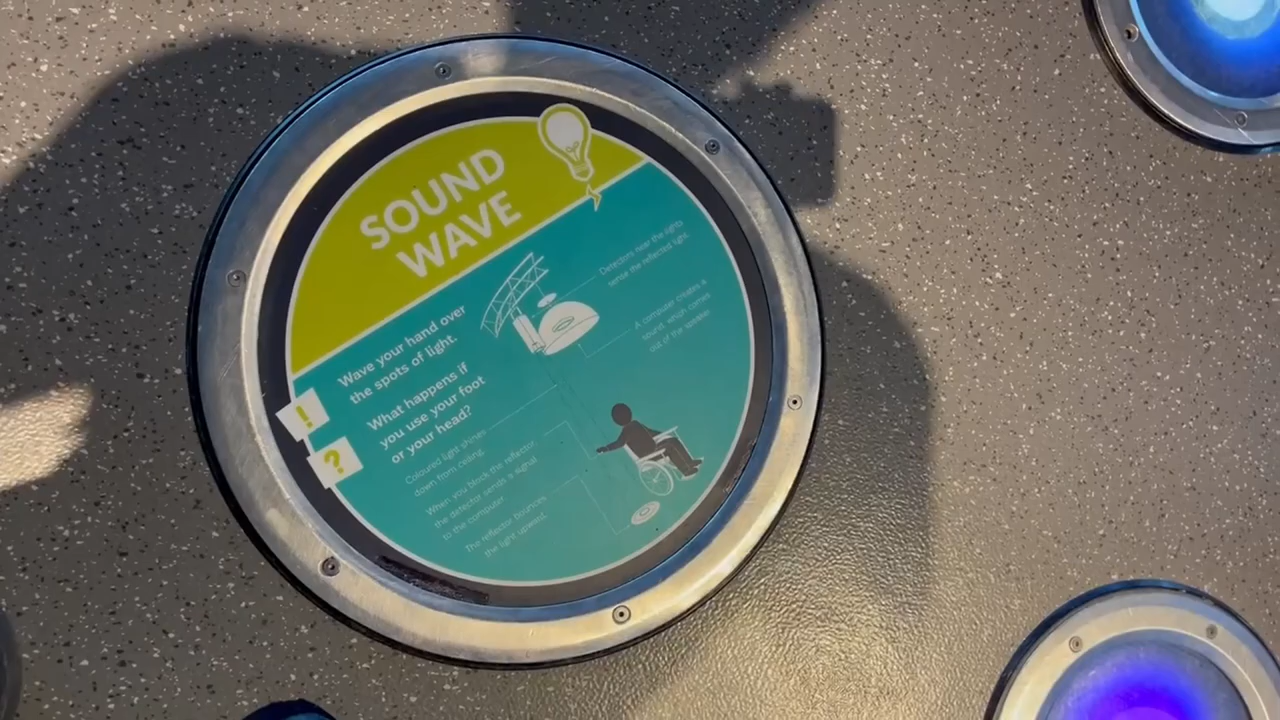 SOUND
WAVE
Wave your hand over
the spots of light.
!
What happens if
you use your foot
or your head?
?
Detectors near the lights
sense the reflected light.
A computer creates a
sound, which comes
out of the speaker.
Coloured light shines
down from ceiling.
When you block the reflector,
the detector sends a signal
to the computer.
The reflector bounces
the light upward.